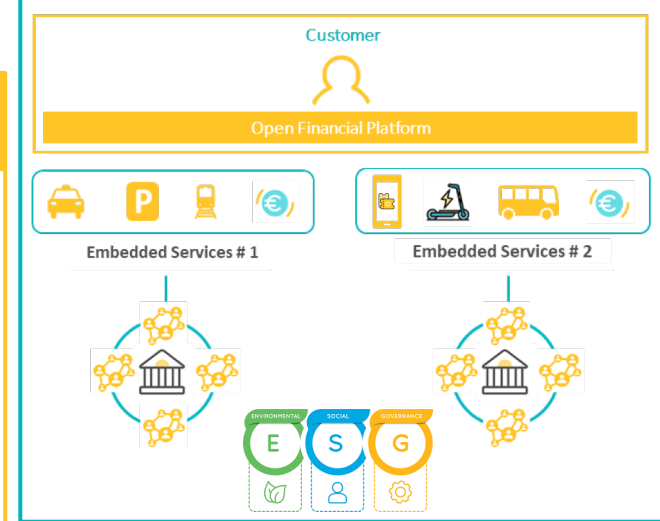 Customer
Open Financial Platform
P
€
€
Embedded Services # 1
Embedded Services # 2
ENVIRONMENTAL
SOCIAL
GOVERNANCE
E
S
G